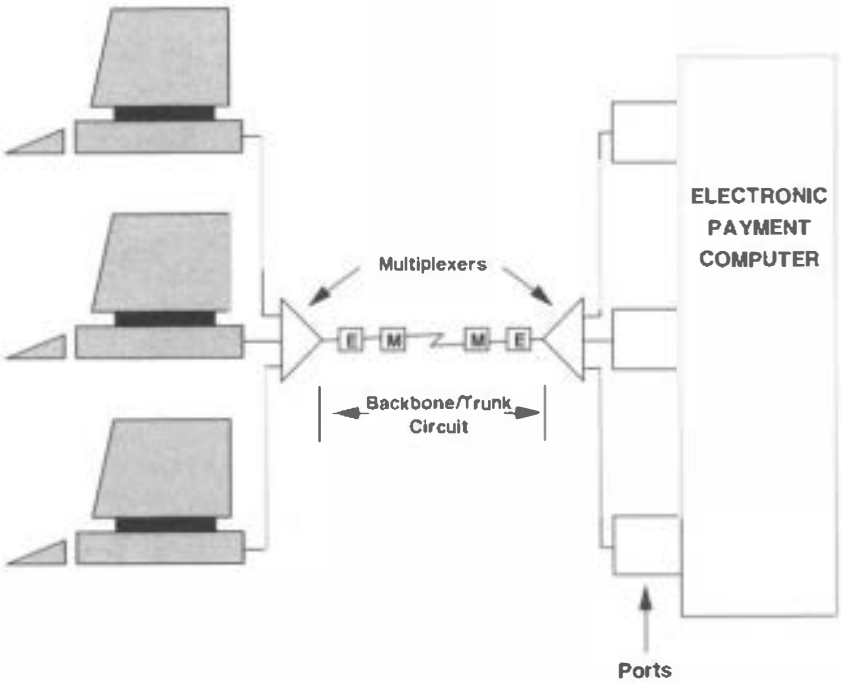 ELECTRONIC
PAYMENT
COMPUTER
Multiplexers
E M M E
Backbone/Trunk
Circuit
Ports